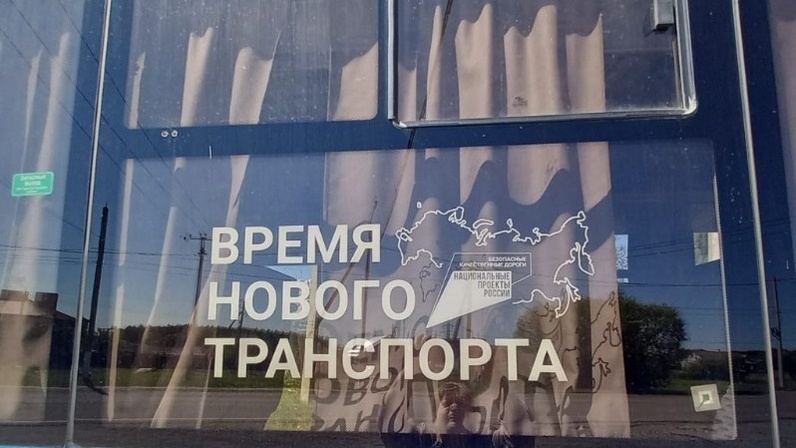 ВРЕМЯ
НОВОГО
ТРАНСПОРТА
БЕЗОПАСНЫЕ
КАЧЕСТВЕННЫЕ ДОРОГИ
НАЦИОНАЛЬНЫЕ
ПРОЕКТЫ
РОССИИ